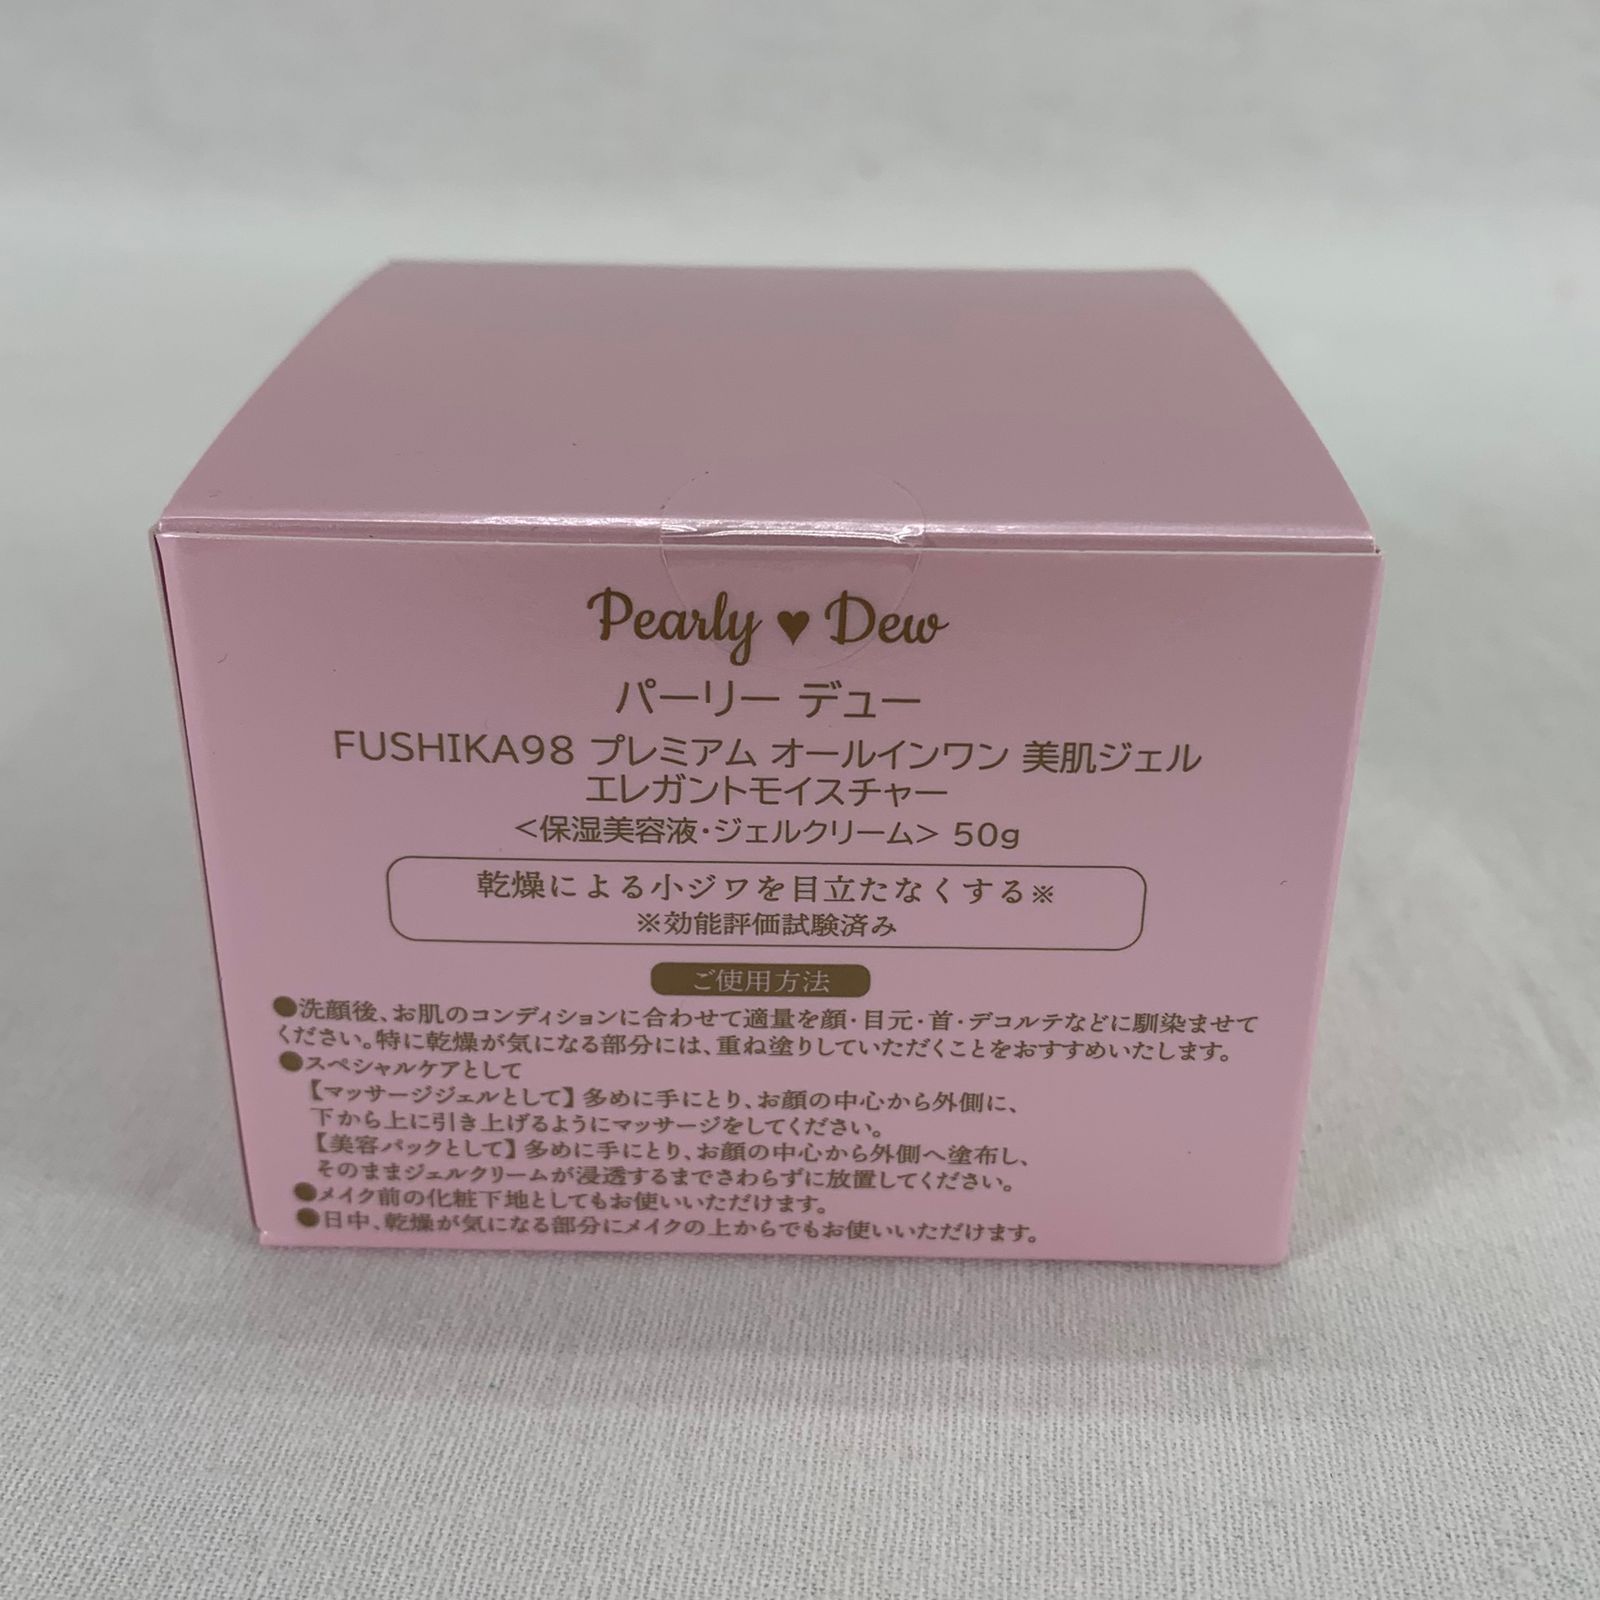 Pearly ♥ Dew
パーリー デュー
FUSHIKA98 プレミアム オールインワン 美肌ジェル
エレガントモイスチャー
<保湿美容液・ジェルクリーム> 50g
乾燥による小ジワを目立たなくする※
※効能評価試験済み
ご使用方法
●洗顔後、お肌のコンディションに合わせて適量を顔・目元・首・デコルテなどに馴染ませて
ください。特に乾燥が気になる部分には、重ね塗りしていただくことをおすすめいたします。
●スペシャルケアとして
【マッサージジェルとして】多めに手にとり、お顔の中心から外側に、
下から上に引き上げるようにマッサージをしてください。
【美容パックとして】多めに手にとり、お顔の中心から外側へ塗布し、
そのままジェルクリームが浸透するまでさわらずに放置してください。
●メイク前の化粧下地としてもお使いいただけます。
●日中、乾燥が気になる部分にメイクの上からでもお使いいただけます。